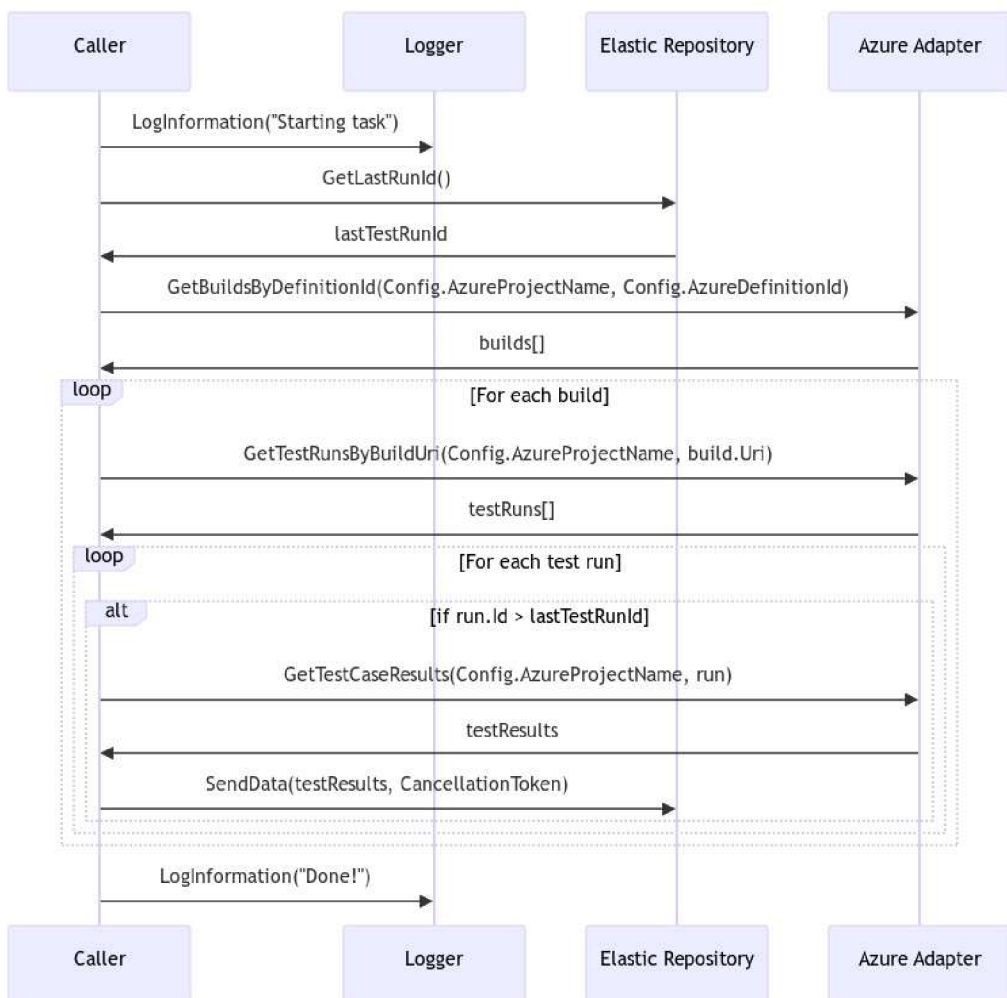 Caller Logger Elastic Repository Azure Adapter
LogInformation("Starting task")
GetLastRunId()
lastTestRunId
GetBuildsByDefinitionId(Config.AzureProjectName, Config.AzureDefinitionId)
builds[]
loop [For each build]
GetTestRunsByBuildUri(Config.AzureProjectName, build.Uri)
testRuns[]
loop [For each test run]
alt [if run.Id > lastTestRunId]
GetTestCaseResults(Config.AzureProjectName, run)
testResults
SendData(testResults, CancellationToken)
LogInformation("Done!")
Caller Logger Elastic Repository Azure Adapter